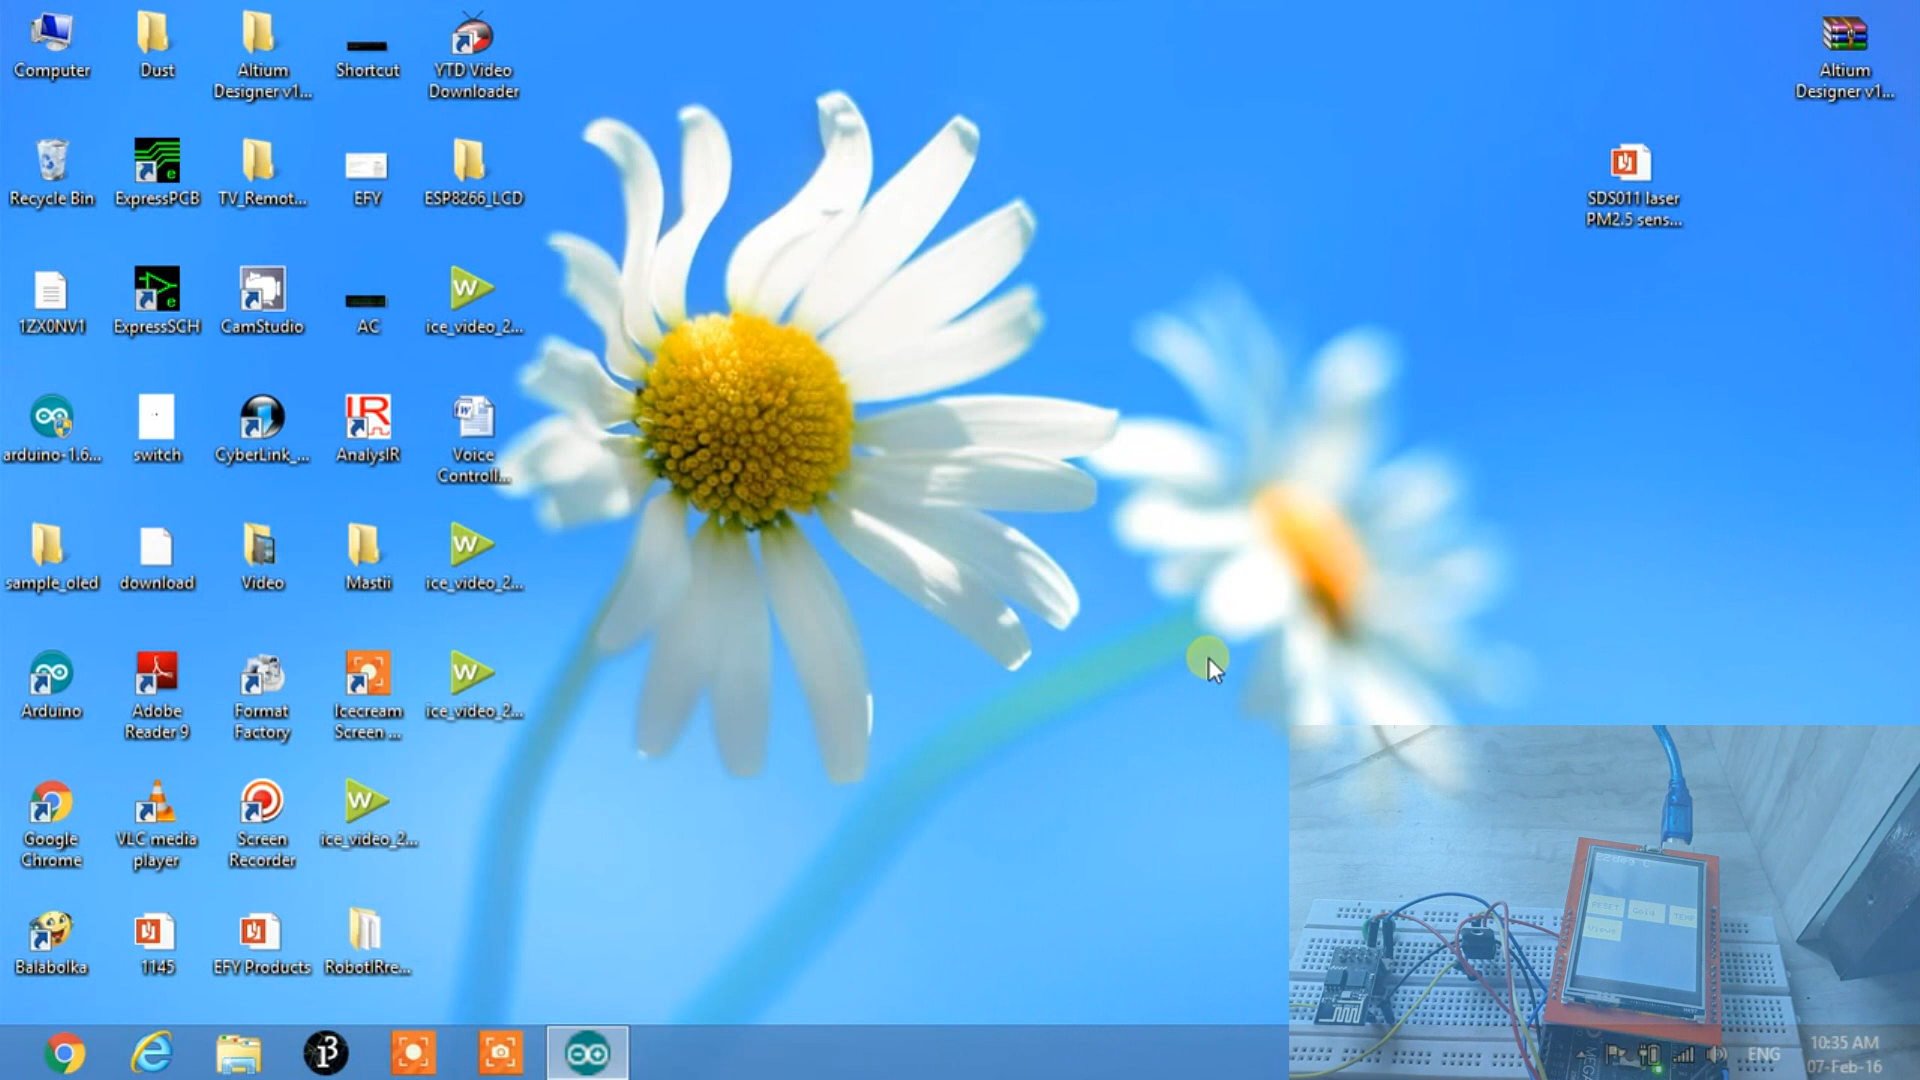 Computer
Dust
Altium
Designer v1...
Shortcut
YTD Video
Downloader
Altium
Designer v1...
Recycle Bin
ExpressPCB
TV_Remot...
EFY
ESP8266_LCD
SDS011 laser
PM2.5 sens...
1ZX0NV1
ExpressSCH
CamStudio
AC
ice_video_2...
arduino-1.6...
switch
CyberLink_...
AnalysIR
Voice
Controll...
sample_oled
download
Video
Mastii
ice_video_2...
Arduino
Adobe
Reader 9
Format
Factory
Icecream
Screen ...
ice_video_2...
Google
Chrome
VLC media
player
Screen
Recorder
ice_video_2...
Balabolka
1145
EFY Products
RobotIRre...
RESET
TEMP
ENG
10:35 AM
07-Feb-16